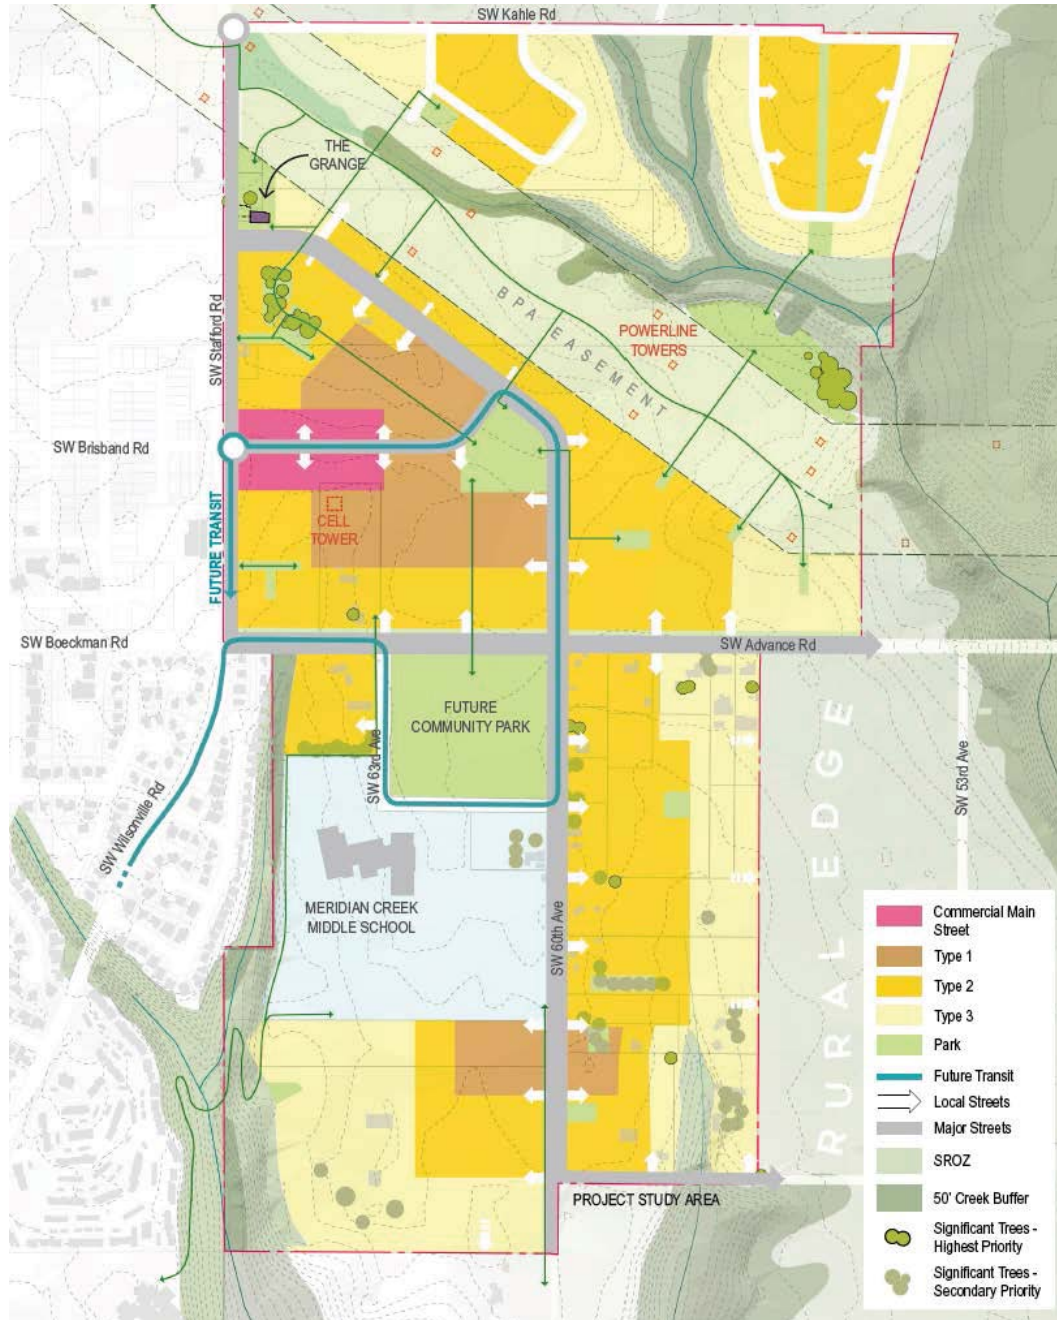 SW Kahle Rd
THE
GRANGE
SW Stafford Rd
BPA EASEMENT
POWERLINE
TOWERS
SW Brisband Rd
FUTURE TRANSIT
CELL
TOWER
SW Boeckman Rd
SW Advance Rd
FUTURE
COMMUNITY PARK
SW 63rd Ave
SW Wilsonville Rd
SW 53rd Ave
RURAL EDGE
MERIDIAN CREEK
MIDDLE SCHOOL
SW 60th Ave
PROJECT STUDY AREA
Commercial Main
Street
Type 1
Type 2
Type 3
Park
Future Transit
Local Streets
Major Streets
SROZ
50' Creek Buffer
Significant Trees -
Highest Priority
Significant Trees -
Secondary Priority